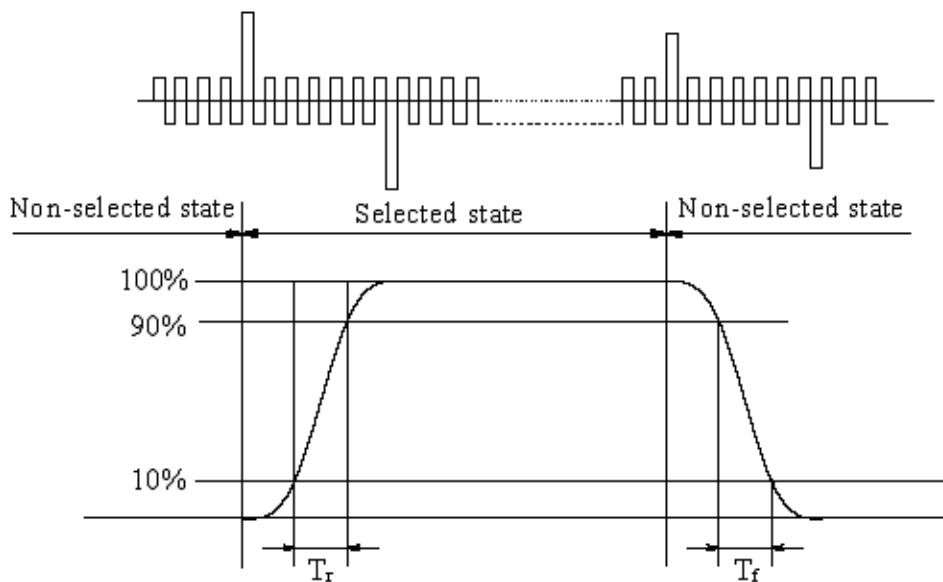 Non-selected state
Selected state
Non-selected state
100%
90%
10%
Tr
Tf